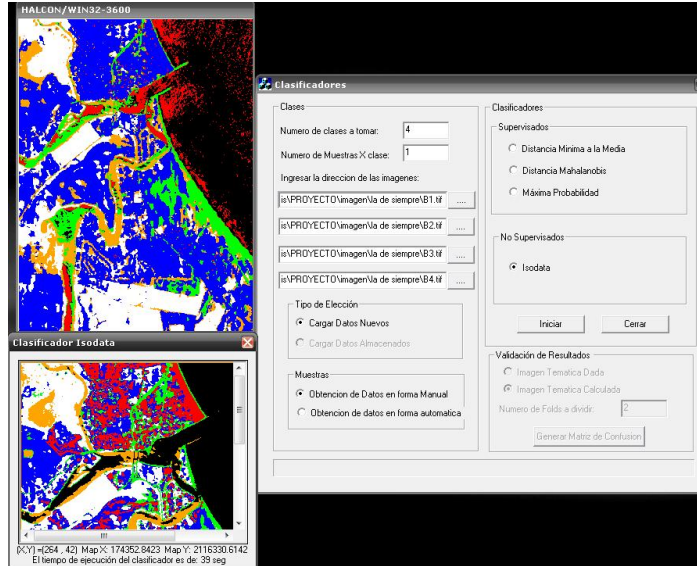 HALCON/WIN32-3600
Clasificadores
Clases
Numero de clases a tomar: 4
Numero de Muestras X clase: 1
Ingresar la direccion de las imagenes:
is\PROYECTO\imagen\la de siempre\B1.tif ....
is\PROYECTO\imagen\la de siempre\B2.tif ....
is\PROYECTO\imagen\la de siempre\B3.tif ....
is\PROYECTO\imagen\la de siempre\B4.tif ....
Tipo de Elección
Cargar Datos Nuevos
Cargar Datos Almacenados
Muestras
Obtencion de Datos en forma Manual
Obtencion de datos en forma automatica
Clasificadores
Supervisados
Distancia Minima a la Media
Distancia Mahalanobis
Máxima Probabilidad
No Supervisados
Isodata
Iniciar Cerrar
Validación de Resultados
Imagen Tematica Dada
Imagen Tematica Calculada
Numero de Folds a dividir: 2
Generar Matriz de Confusion
Clasificador Isodata
(X,Y) =(264 , 42) Map X: 174352.8423 Map Y: 2116330.6142
El tiempo de ejecución del clasificador es de: 39 seg